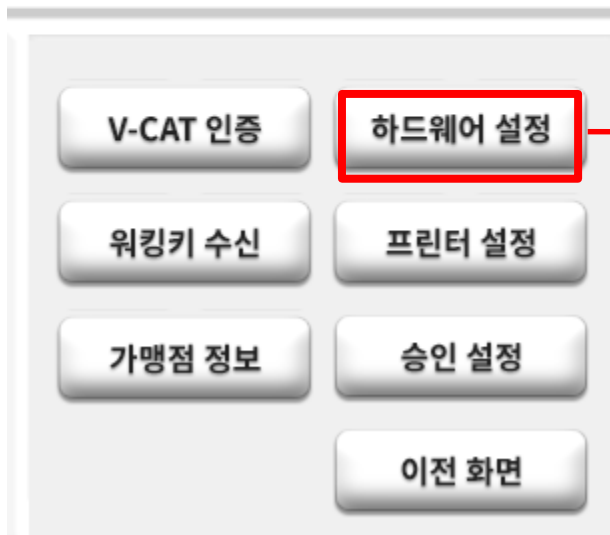 V-CAT 인증
하드웨어 설정
워킹키 수신
프린터 설정
가맹점 정보
승인 설정
이전 화면